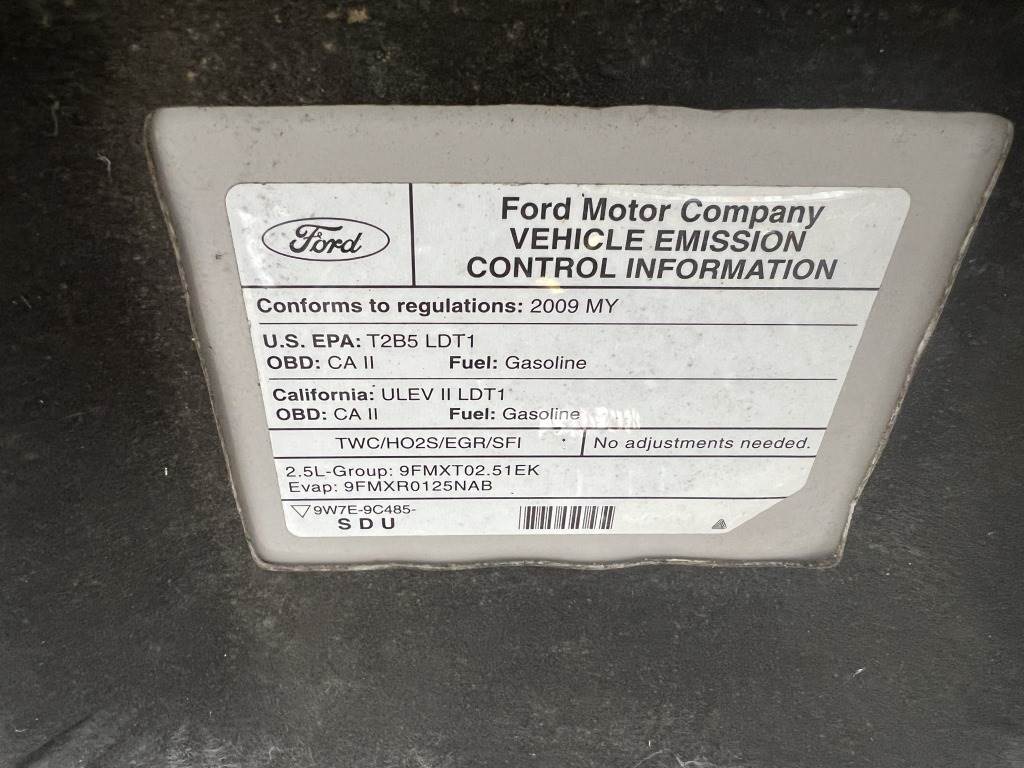 Ford
Ford Motor Company
VEHICLE EMISSION
CONTROL INFORMATION
Conforms to regulations: 2009 MY
U.S. EPA: T2B5 LDT1
OBD: CA II Fuel: Gasoline
California: ULEV II LDT1
OBD: CA II Fuel: Gasoline
TWC/HO2S/EGR/SFI No adjustments needed.
2.5L-Group: 9FMXT02.51EK
Evap: 9FMXR0125NAB
9W7E-9C485-
SDU